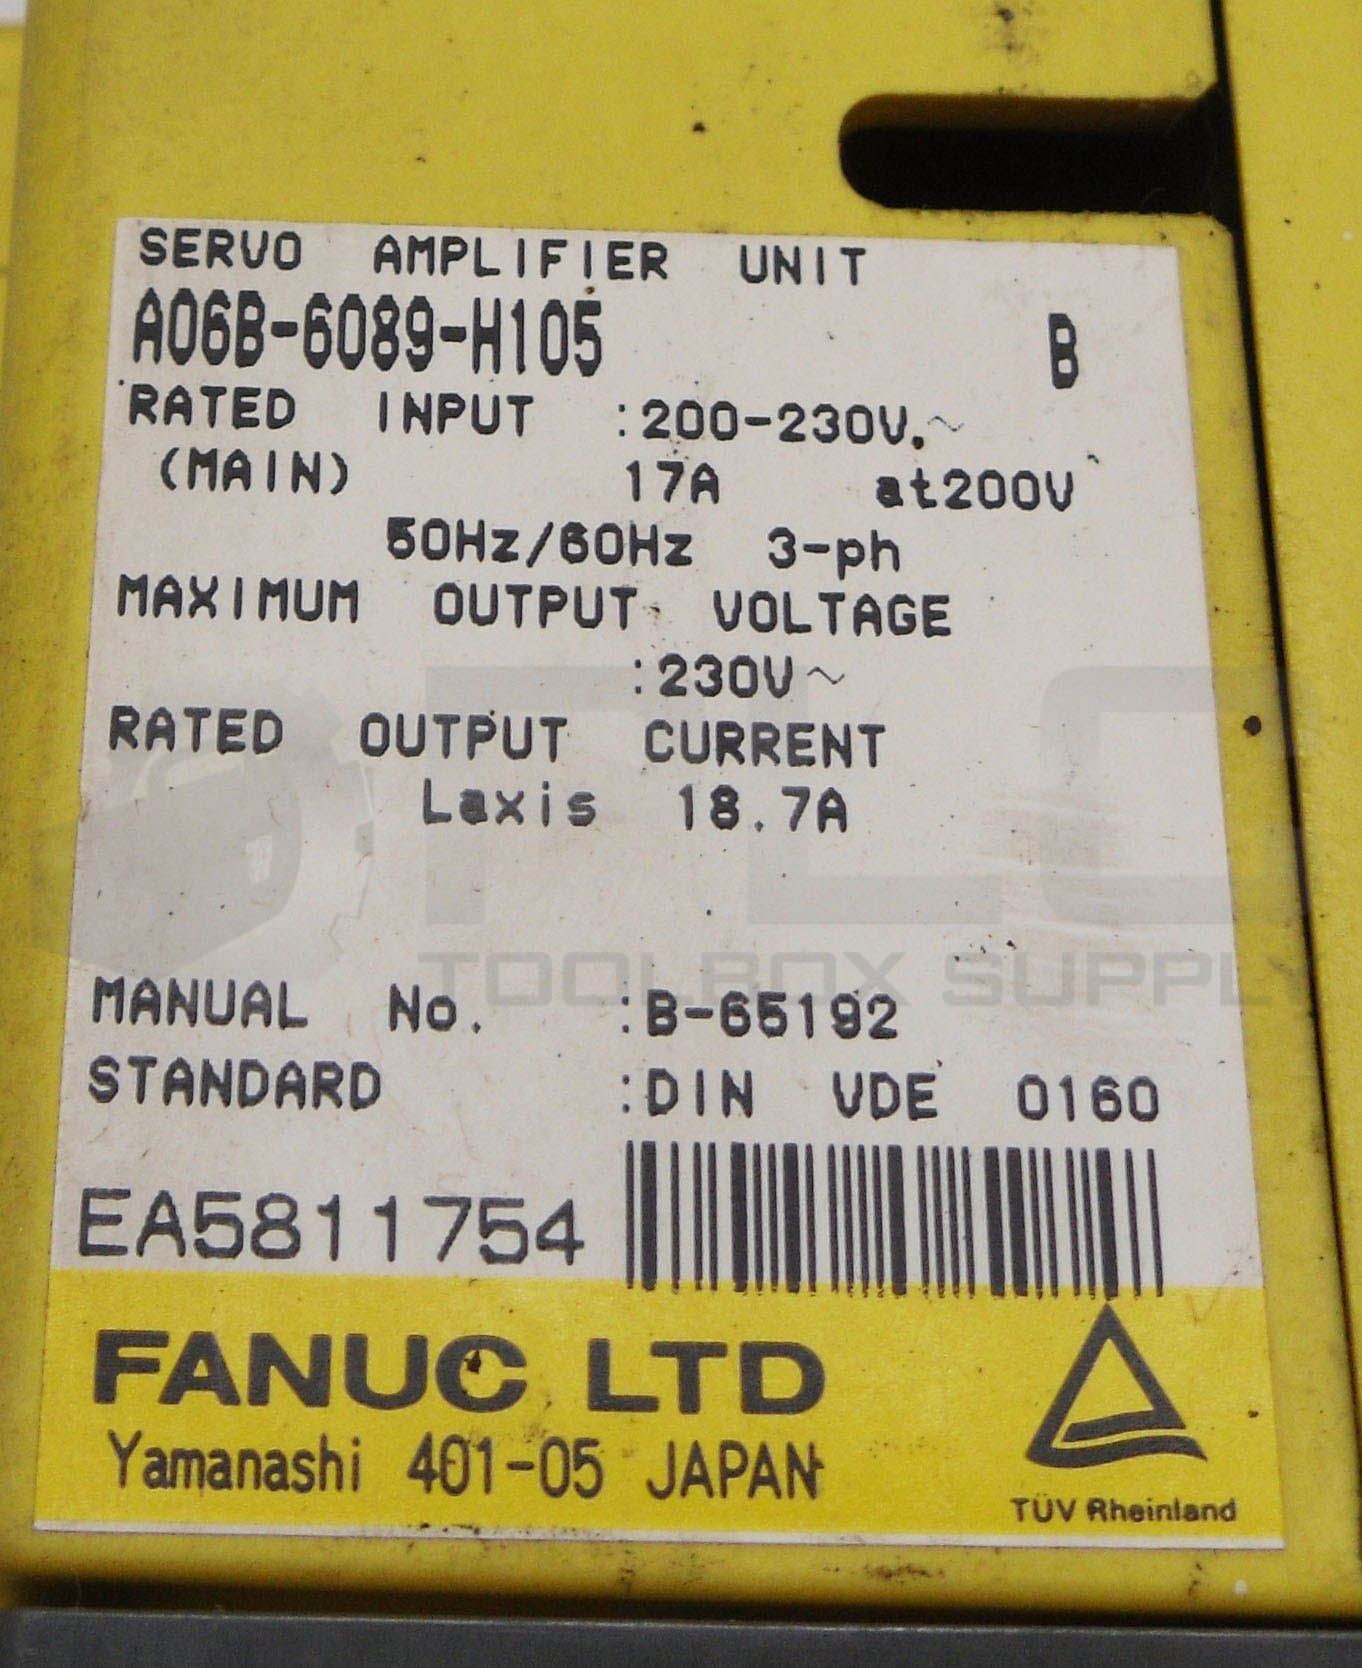 SERVO AMPLIFIER UNIT
A06B-6089-H105 B
RATED INPUT :200-230V.~
(MAIN) 17A at200V
50Hz/60Hz 3-ph
MAXIMUM OUTPUT VOLTAGE
:230V~
RATED OUTPUT CURRENT
Laxis 18.7A
PLC
TOOLBOX SUPPLY
MANUAL No. :B-65192
STANDARD :DIN VDE 0160
EA5811754
FANUC LTD
Yamanashi 401-05 JAPAN
TÜV Rheinland